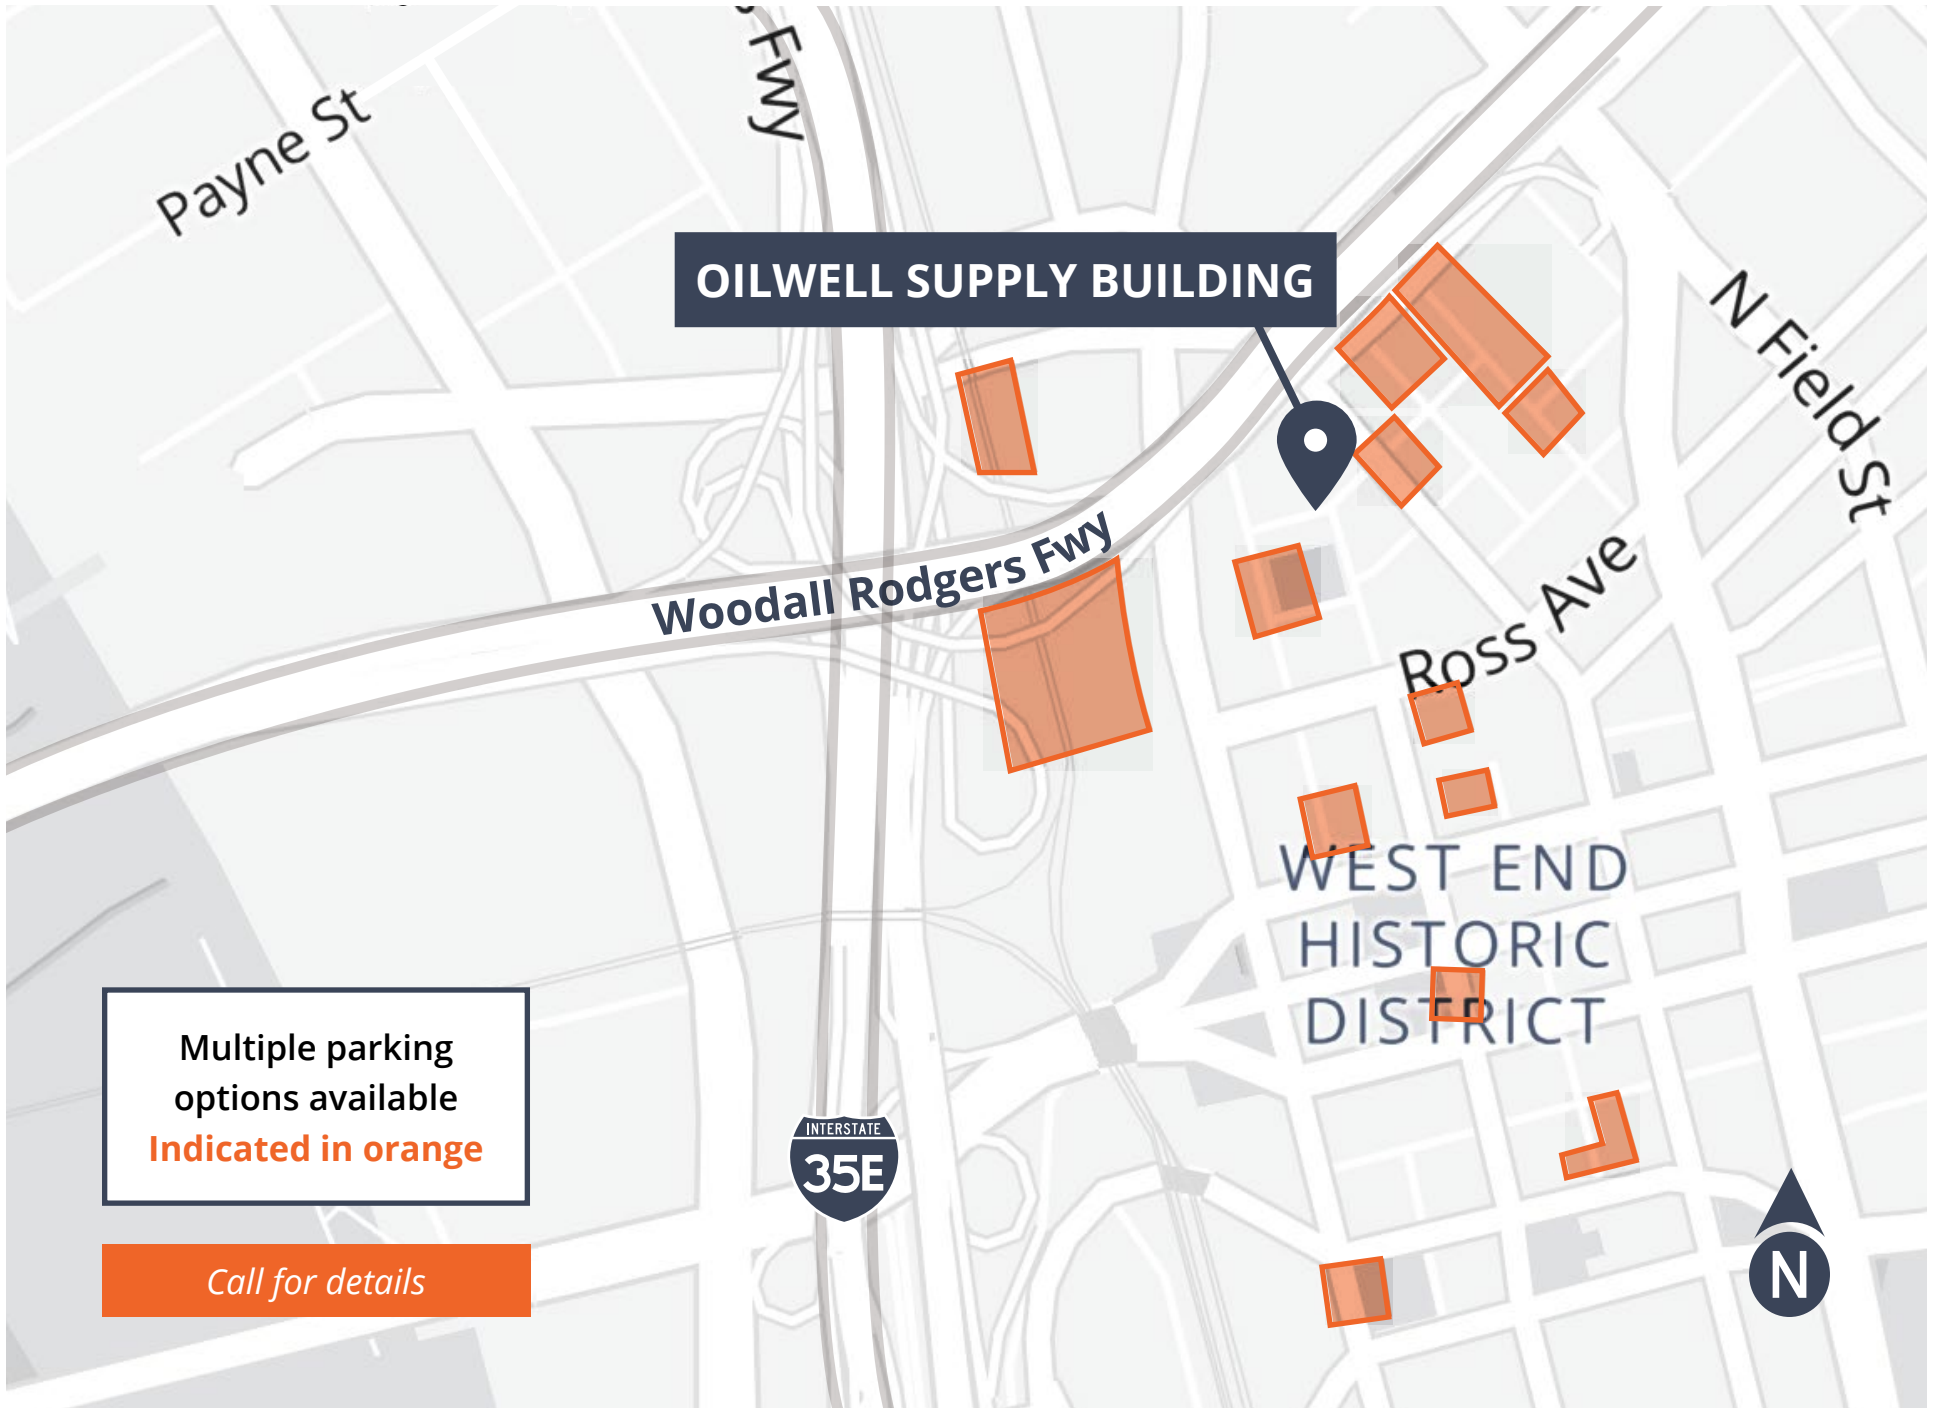 Fwy
Payne St
OILWELL SUPPLY BUILDING
N Field St
Woodall Rodgers Fwy
Ross Ave
WEST END
HISTORIC
DISTRICT
Multiple parking
options available
Indicated in orange
INTERSTATE
35E
Call for details
N